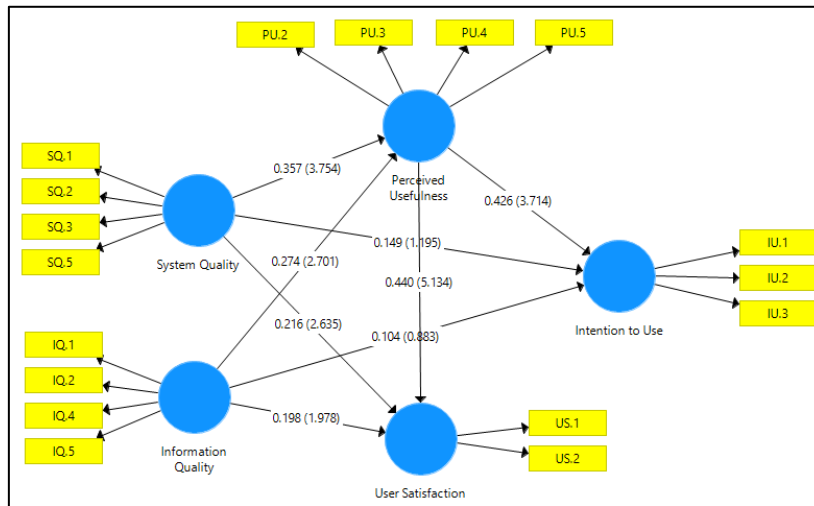 PU.2
PU.3
PU.4
PU.5
Perceived
Usefulness
SQ.1
SQ.2
SQ.3
SQ.5
System Quality
0.357 (3.754)
0.426 (3.714)
0.149 (1.195)
0.274 (2.701)
0.440 (5.134)
0.216 (2.635)
0.104 (0.883)
IU.1
IU.2
IU.3
Intention to Use
IQ.1
IQ.2
IQ.4
IQ.5
Information
Quality
0.198 (1.978)
US.1
US.2
User Satisfaction